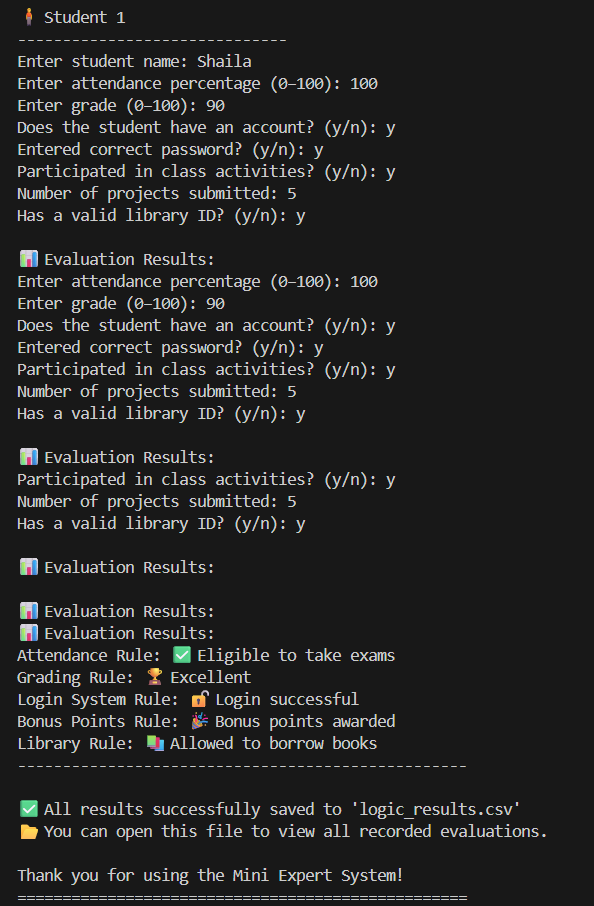 🧍 Student 1
------------------------------
Enter student name: Shaila
Enter attendance percentage (0–100): 100
Enter grade (0–100): 90
Does the student have an account? (y/n): y
Entered correct password? (y/n): y
Participated in class activities? (y/n): y
Number of projects submitted: 5
Has a valid library ID? (y/n): y

📊 Evaluation Results:
Enter attendance percentage (0–100): 100
Enter grade (0–100): 90
Does the student have an account? (y/n): y
Entered correct password? (y/n): y
Participated in class activities? (y/n): y
Number of projects submitted: 5
Has a valid library ID? (y/n): y

📊 Evaluation Results:
Participated in class activities? (y/n): y
Number of projects submitted: 5
Has a valid library ID? (y/n): y

📊 Evaluation Results:

📊 Evaluation Results:
📊 Evaluation Results:
Attendance Rule: ✅ Eligible to take exams
Grading Rule: 🏆 Excellent
Login System Rule: 🔓 Login successful
Bonus Points Rule: 🎉 Bonus points awarded
Library Rule: 📚 Allowed to borrow books
--------------------------------------------------

✅ All results successfully saved to 'logic_results.csv'
📂 You can open this file to view all recorded evaluations.

Thank you for using the Mini Expert System!
==================================================